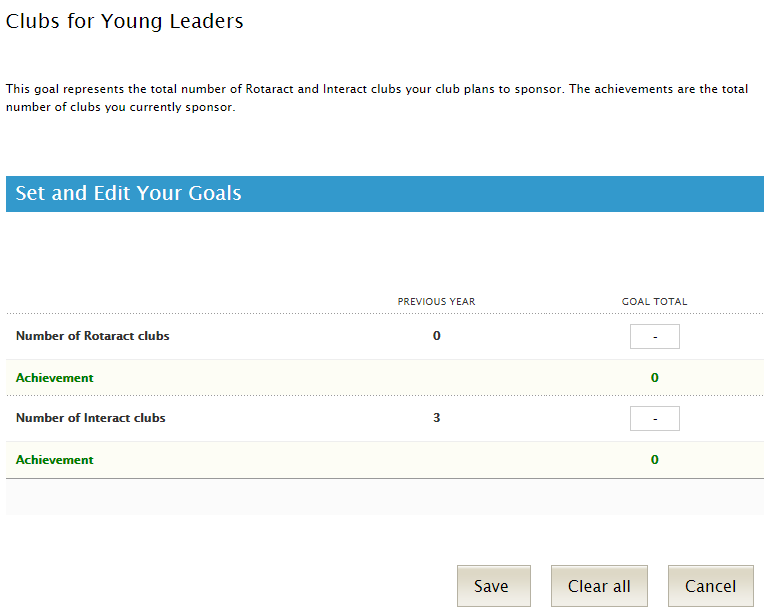 Clubs for Young Leaders
This goal represents the total number of Rotaract and Interact clubs your club plans to sponsor. The achievements are the total
number of clubs you currently sponsor.
Set and Edit Your Goals
PREVIOUS YEAR GOAL TOTAL
Number of Rotaract clubs 0 -
Achievement 0
Number of Interact clubs 3 -
Achievement 0
Save Clear all Cancel